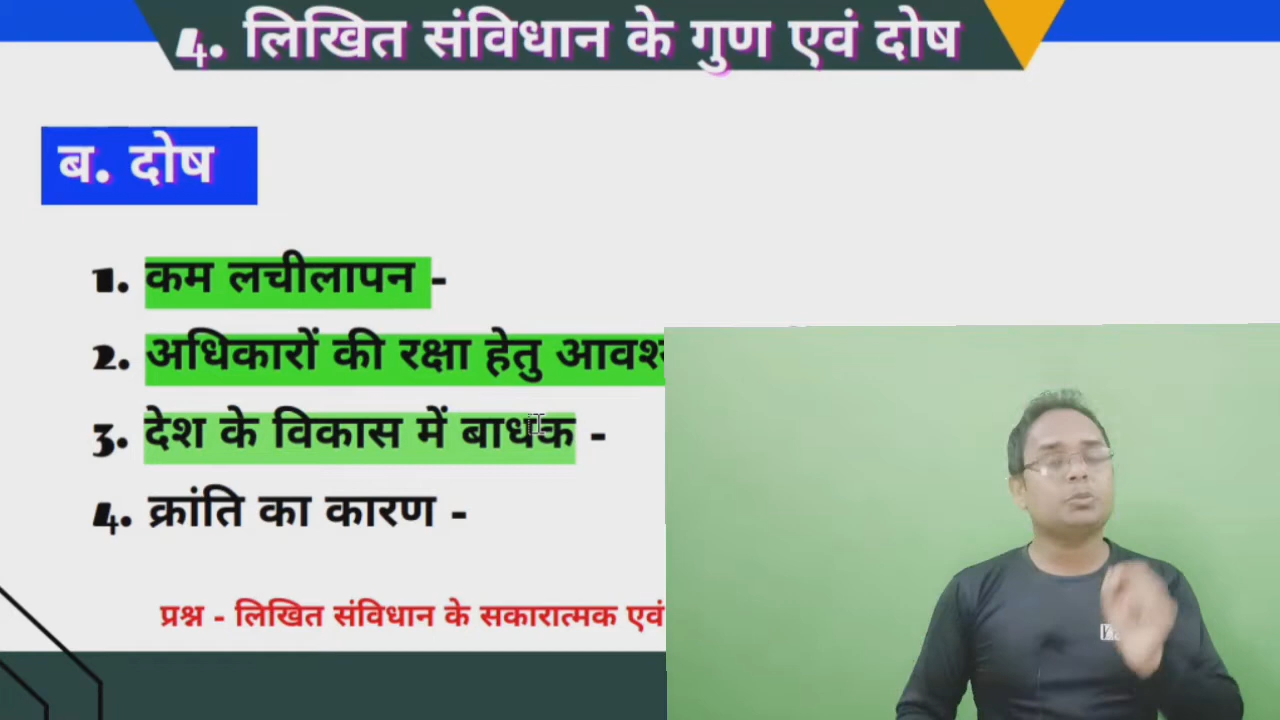 4. लिखित संविधान के गुण एवं दोष
ब. दोष
1. कम लचीलापन -
2. अधिकारों की रक्षा हेतु
3. देश के विकास में बाधक -
4. क्रांति का कारण -
प्रश्न - लिखित संविधान के सकारात्मक एवं